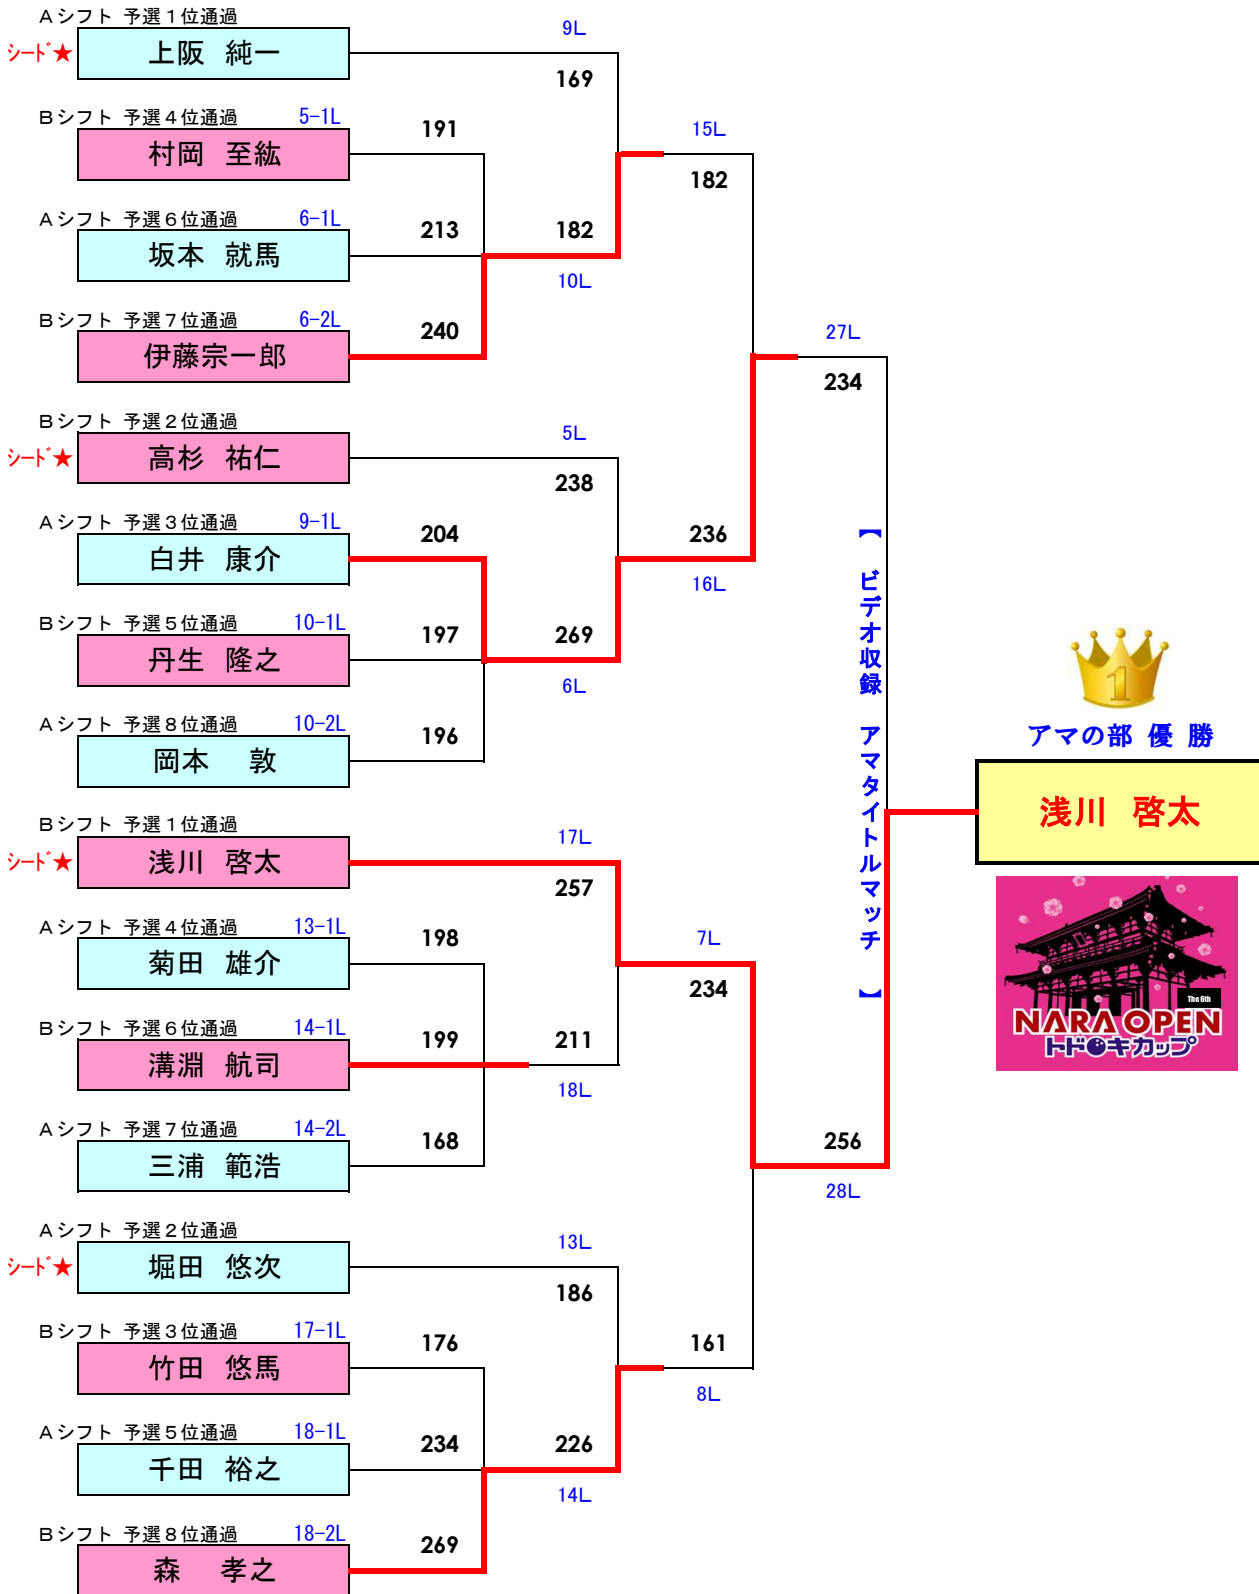 Aシフト 予選1位通過
シード★
上阪 純一
9L
169
Bシフト 予選4位通過 5-1L
村岡 至紘
191
15L
182
Aシフト 予選6位通過 6-1L
坂本 就馬
213
182
10L
Bシフト 予選7位通過 6-2L
伊藤宗一郎
240
27L
234
Bシフト 予選2位通過
シード★
高杉 祐仁
5L
238
Aシフト 予選3位通過 9-1L
白井 康介
204
236
16L
Bシフト 予選5位通過 10-1L
丹生 隆之
197
269
6L
Aシフト 予選8位通過 10-2L
岡本 敦
196
【 ビデオ収録 アマタイトルマッチ 】
1
アマの部 優 勝
浅川 啓太
Bシフト 予選1位通過
シード★
浅川 啓太
17L
257
Aシフト 予選4位通過 13-1L
菊田 雄介
198
7L
234
The 6th
NARA OPEN
トドロキカップ
Bシフト 予選6位通過 14-1L
溝淵 航司
199
211
18L
Aシフト 予選7位通過 14-2L
三浦 範浩
168
256
28L
Aシフト 予選2位通過
シード★
堀田 悠次
13L
186
Bシフト 予選3位通過 17-1L
竹田 悠馬
176
161
8L
Aシフト 予選5位通過 18-1L
千田 裕之
234
226
14L
Bシフト 予選8位通過 18-2L
森 孝之
269